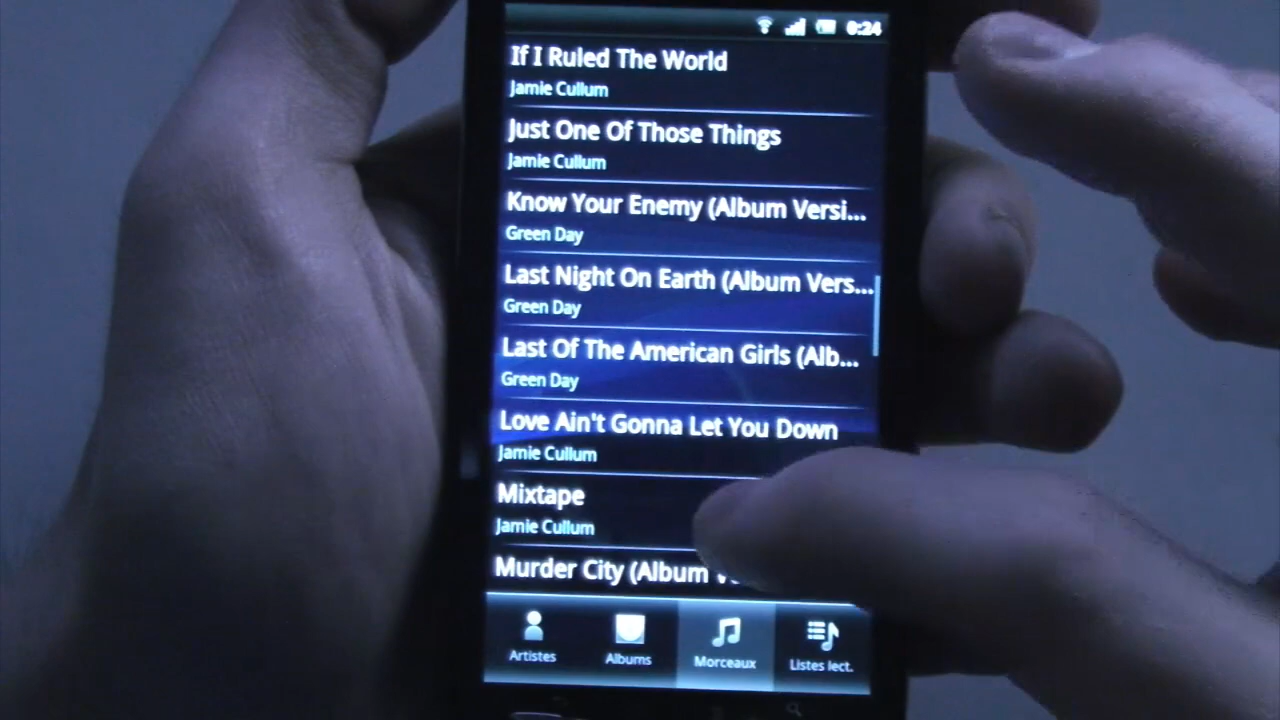 0:24
If I Ruled The World
Jamie Cullum
Just One Of Those Things
Jamie Cullum
Know Your Enemy (Album Versi...
Green Day
Last Night On Earth (Album Vers...
Green Day
Last Of The American Girls (Alb...
Green Day
Love Ain't Gonna Let You Down
Jamie Cullum
Mixtape
Jamie Cullum
Murder City (Album
Artistes
Albums
Morceaux
Listes lect.